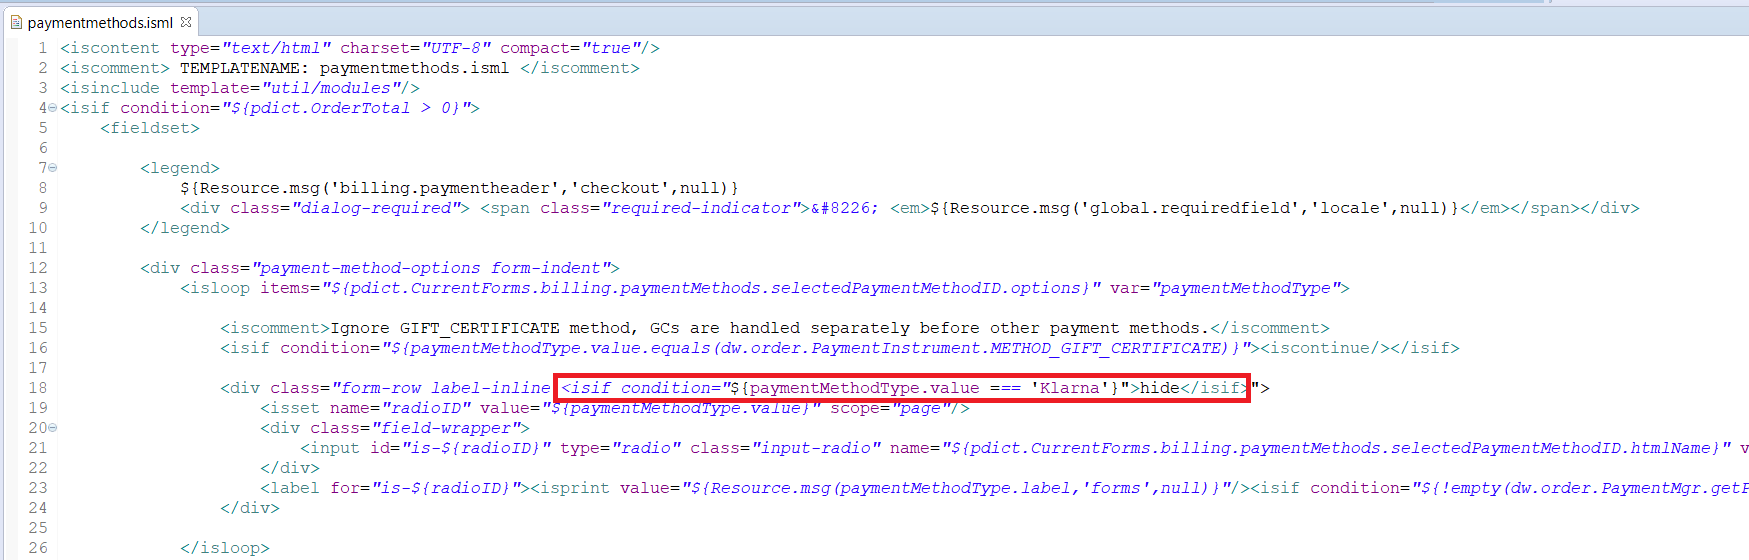 paymentmethods.isml
1 <iscontent type="text/html" charset="UTF-8" compact="true"/>
2 <iscomment> TEMPLATENAME: paymentmethods.isml </iscomment>
3 <isinclude template="util/modules"/>
4 <isif condition="${pdict.OrderTotal > 0}">
5 <fieldset>
6
7 <legend>
8 ${Resource.msg('billing.paymentheader','checkout',null)}
9 <div class="dialog-required"> <span class="required-indicator">&#8226; <em>${Resource.msg('global.requiredfield','locale',null)}</em></span></div>
10 </legend>
11
12 <div class="payment-method-options form-indent">
13 <isloop items="${pdict.CurrentForms.billing.paymentMethods.selectedPaymentMethodID.options}" var="paymentMethodType">
14
15 <iscomment>Ignore GIFT_CERTIFICATE method, GCs are handled separately before other payment methods.</iscomment>
16 <isif condition="${paymentMethodType.value.equals(dw.order.PaymentInstrument.METHOD_GIFT_CERTIFICATE)}"><iscontinue/></isif>
17
18 <div class="form-row label-inline <isif condition="${paymentMethodType.value === 'Klarna'}">hide</isif>">
19 <isset name="radioID" value="${paymentMethodType.value}" scope="page"/>
20 <div class="field-wrapper">
21 <input id="is-${radioID}" type="radio" class="input-radio" name="${pdict.CurrentForms.billing.paymentMethods.selectedPaymentMethodID.htmlName}" v
22 </div>
23 <label for="is-${radioID}"><isprint value="${Resource.msg(paymentMethodType.label,'forms',null)}"/><isif condition="${!empty(dw.order.PaymentMgr.getP
24 </div>
25
26 </isloop>